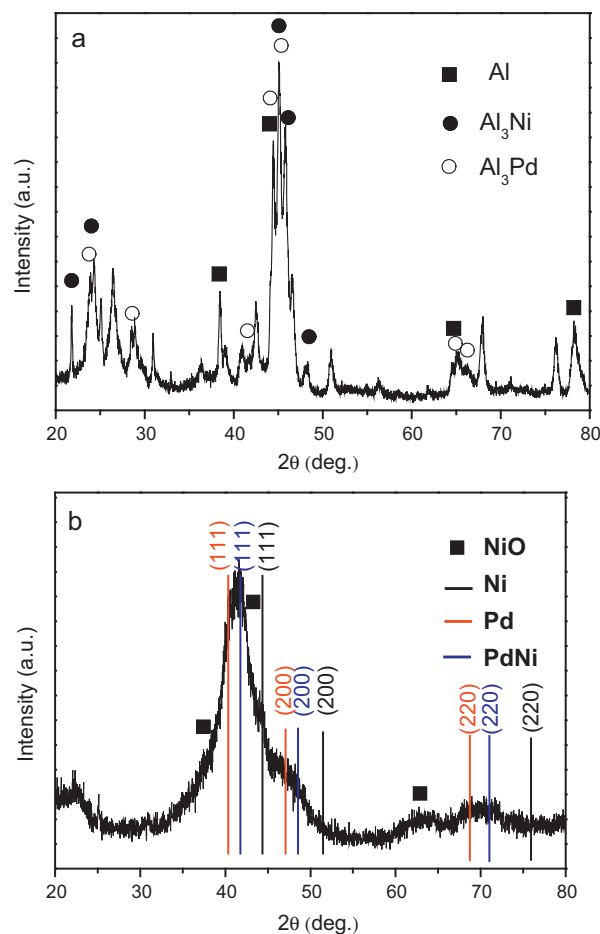 a
Al
Al3Ni
Al3Pd
Intensity (a.u.)
20 30 40 50 60 70 80
2θ (deg.)
b
(111) (111) (111)
(200) (200) (200)
(220) (220) (220)
NiO
Ni
Pd
PdNi
Intensity (a.u.)
20 30 40 50 60 70 80
2θ (deg.)